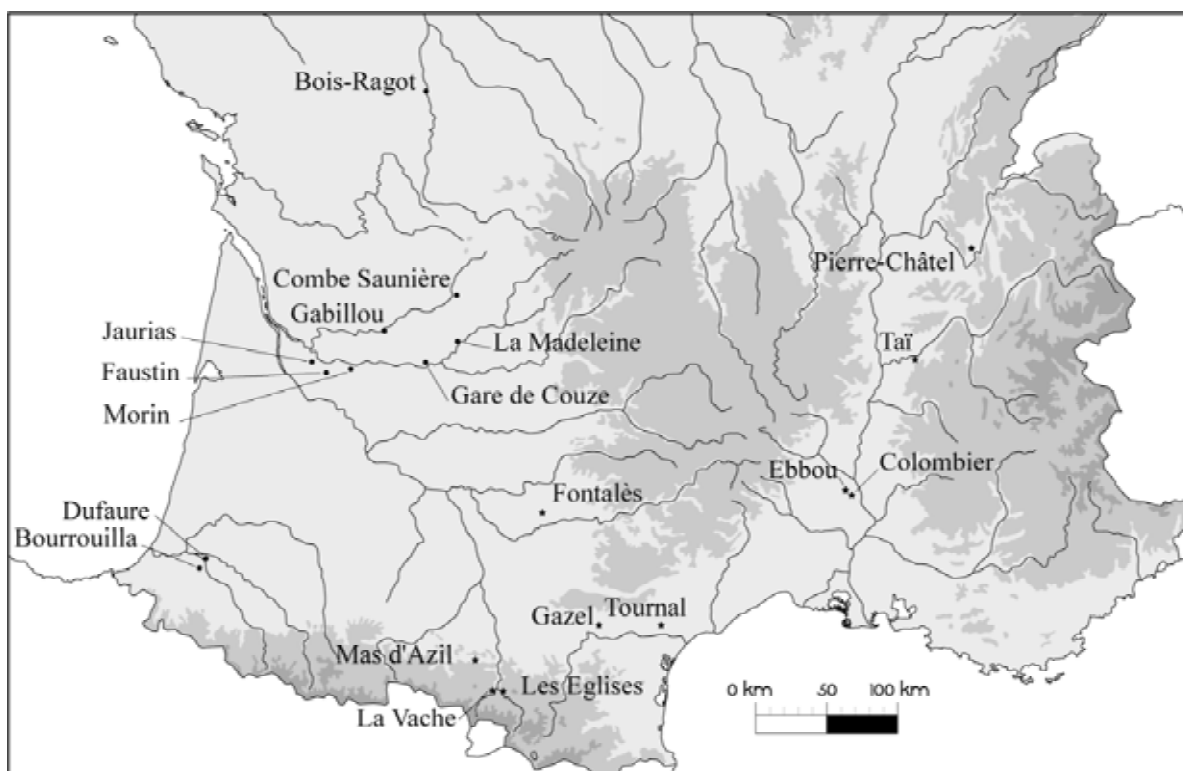 Bois-Ragot
Pierre-Châtel
Combe Saunière
Gabillou
Jaurias
La Madeleine
Taï
Faustin
Gare de Couze
Morin
Ebbou
Colombier
Fontalès
Dufaure
Bourrouilla
Gazel
Tournal
Mas d'Azil
Les Eglises
La Vache
0 km
50
100 km